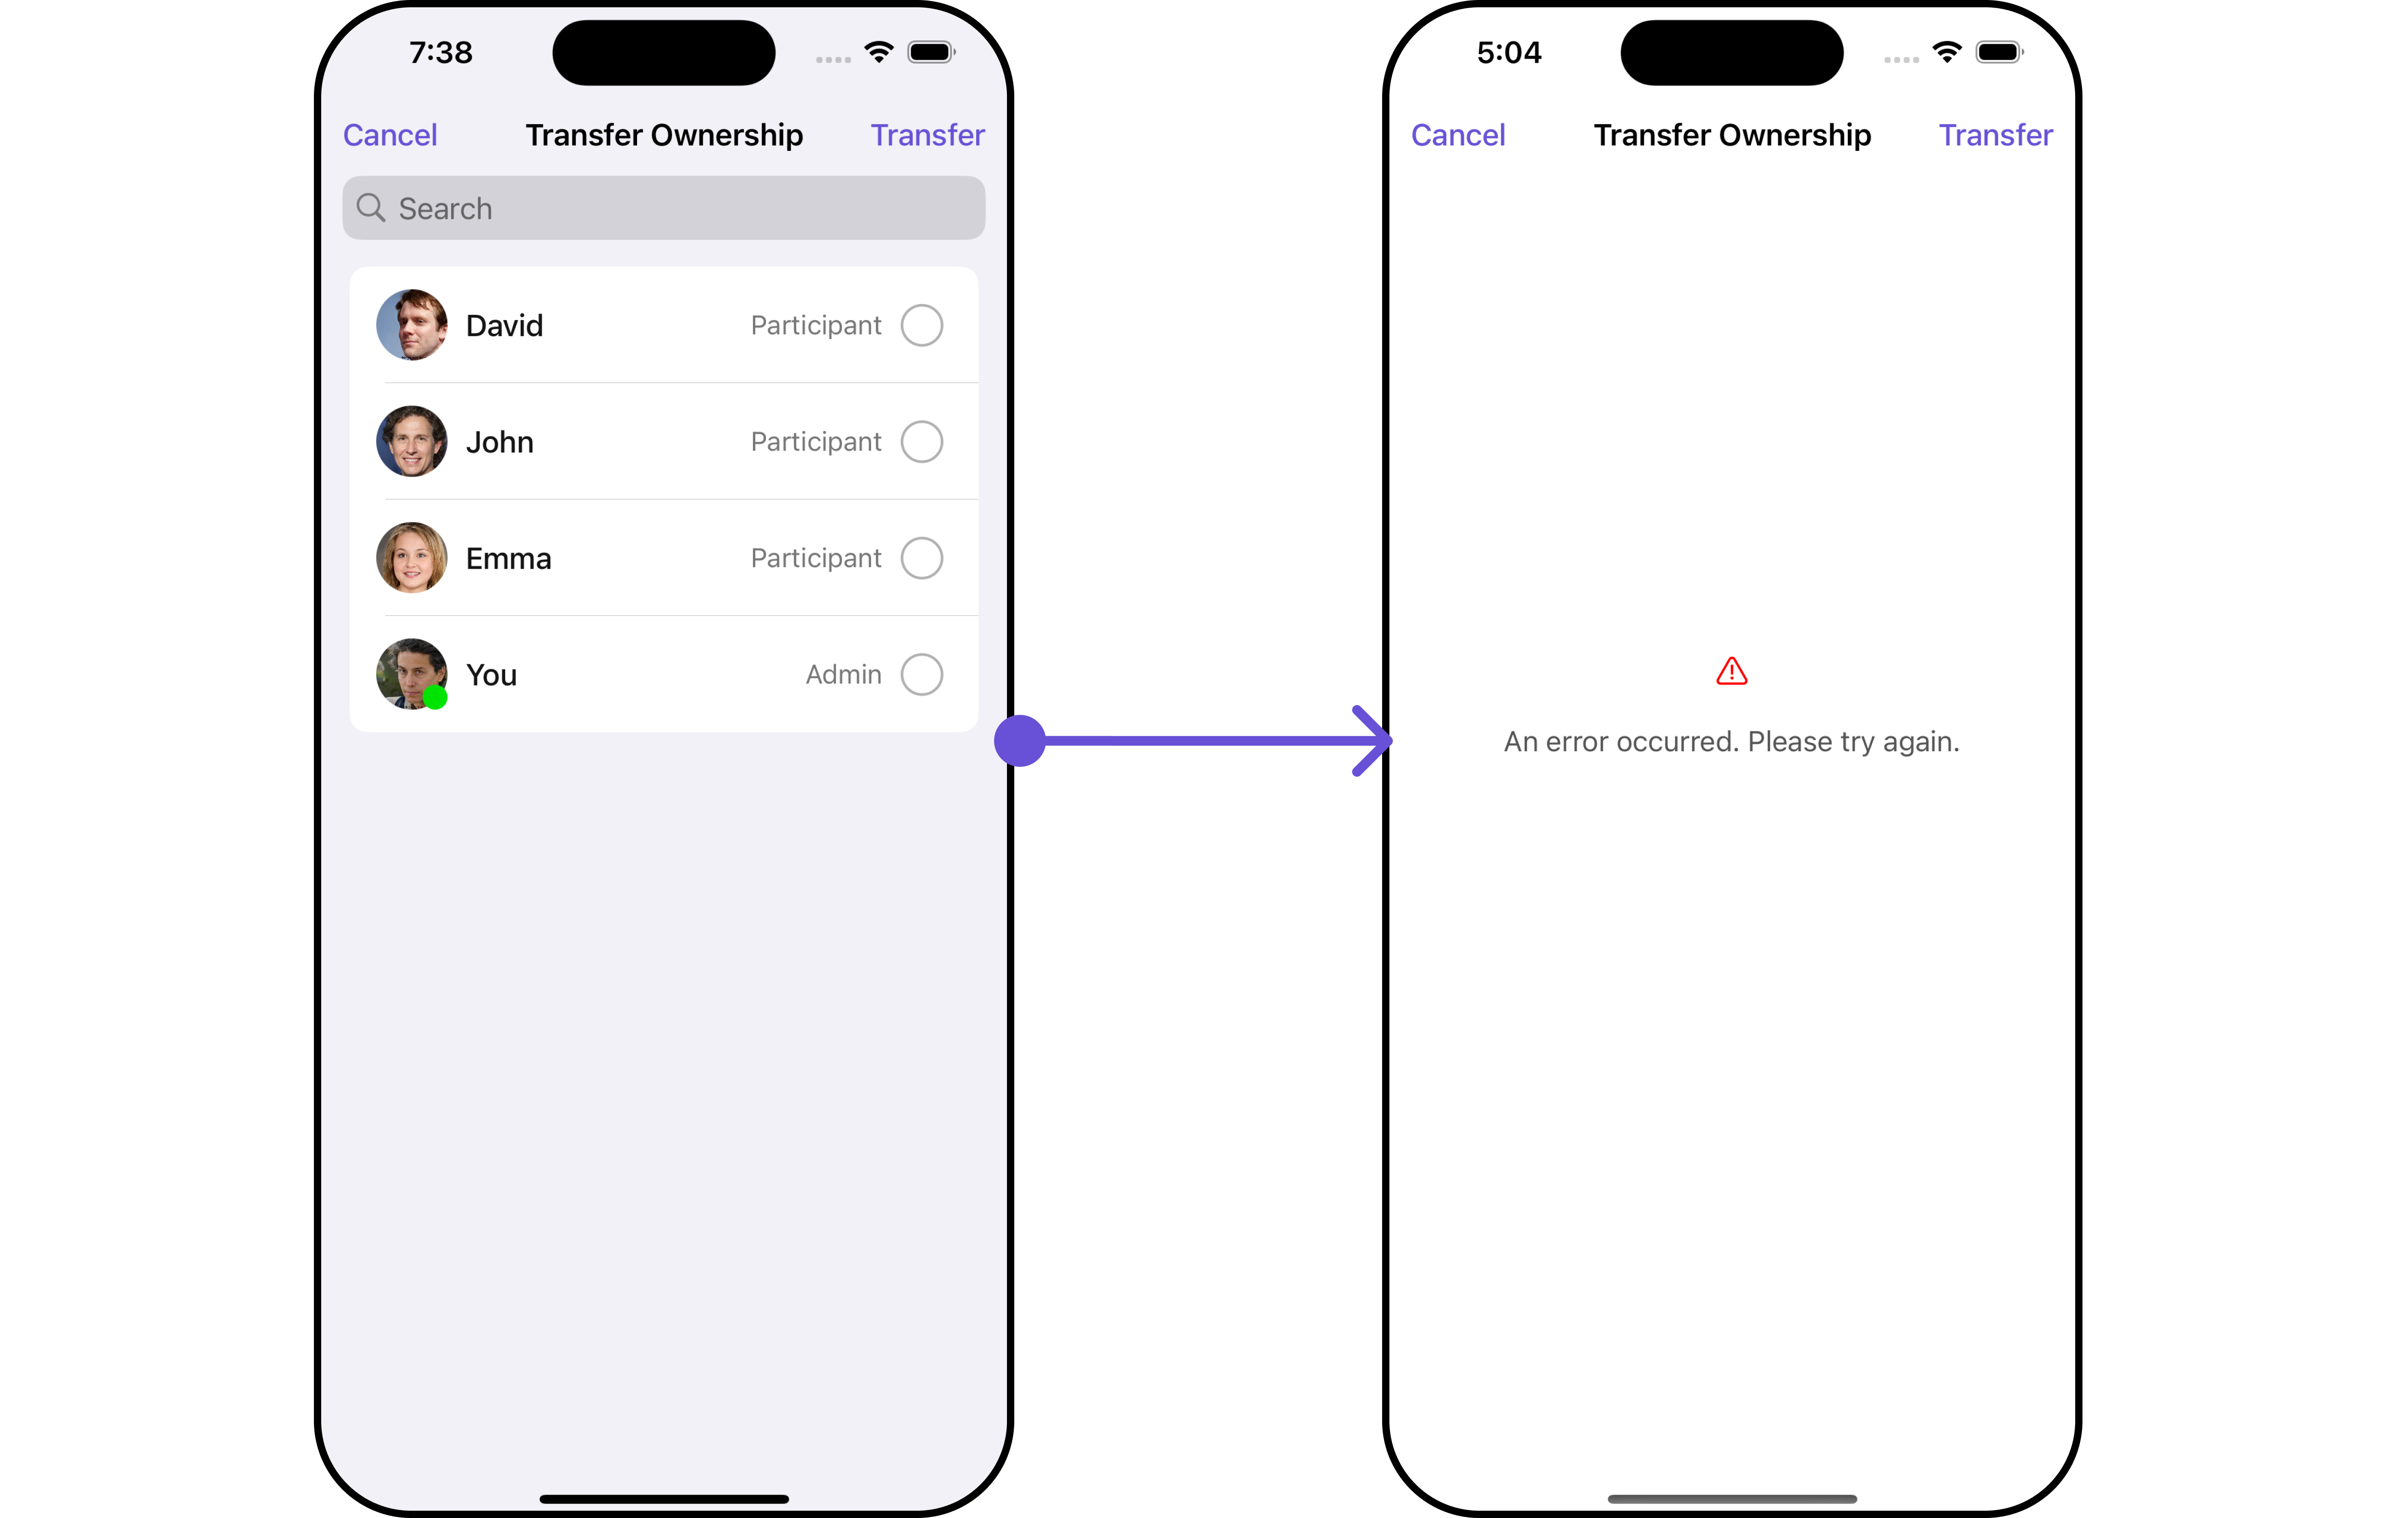 7:38
Cancel Transfer Ownership Transfer
Search
David Participant
John Participant
Emma Participant
You Admin
5:04
Cancel Transfer Ownership Transfer
An error occurred. Please try again.